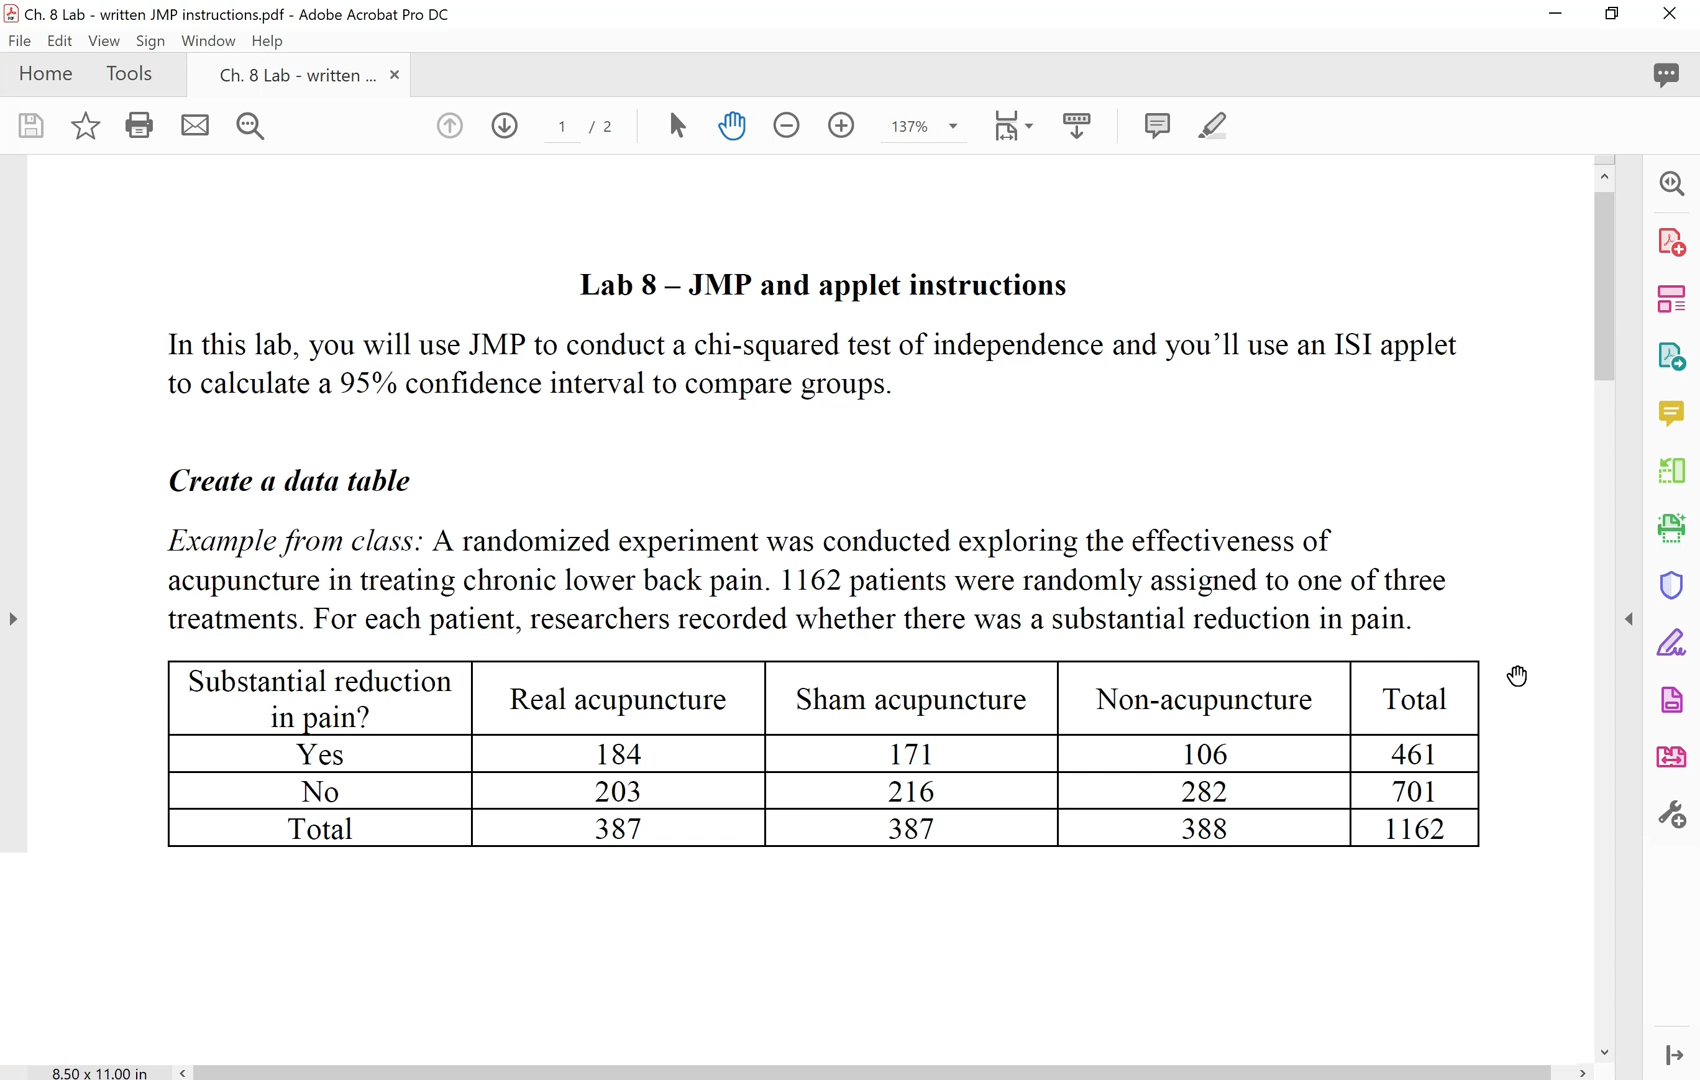 Ch. 8 Lab - written JMP instructions.pdf - Adobe Acrobat Pro DC
File Edit View Sign Window Help
Home Tools Ch. 8 Lab - written ... ×
1 / 2 137%
Lab 8 – JMP and applet instructions
In this lab, you will use JMP to conduct a chi-squared test of independence and you’ll use an ISI applet
to calculate a 95% confidence interval to compare groups.
Create a data table
Example from class: A randomized experiment was conducted exploring the effectiveness of
acupuncture in treating chronic lower back pain. 1162 patients were randomly assigned to one of three
treatments. For each patient, researchers recorded whether there was a substantial reduction in pain.
Substantial reduction
in pain? Real acupuncture Sham acupuncture Non-acupuncture Total
Yes 184 171 106 461
No 203 216 282 701
Total 387 387 388 1162
8.50 x 11.00 in